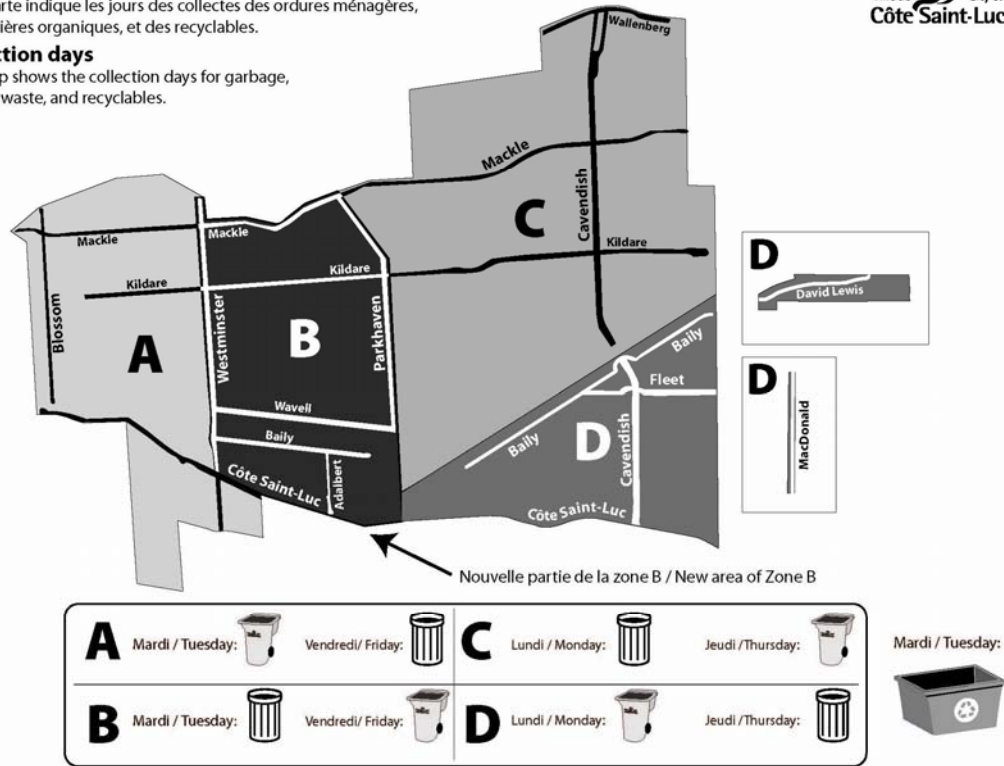 arte indique les jours des collectes des ordures ménagères,
ières organiques, et des recyclables.
ction days
p shows the collection days for garbage,
waste, and recyclables.
Côte Saint-Luc
Wallenberg
Mackle
Cavendish
C
Kildare
Mackle
Mackle
Kildare
Kildare
Blossom
A
Westminster
B
Parkhaven
Wavell
Baily
Adalbert
Côte Saint-Luc
Baily
Fleet
Baily
D
Cavendish
Côte Saint-Luc
D
David Lewis
D
MacDonald
Nouvelle partie de la zone B / New area of Zone B
A Mardi / Tuesday: Vendredi/ Friday:
C Lundi / Monday: Jeudi /Thursday:
B Mardi / Tuesday: Vendredi/ Friday:
D Lundi / Monday: Jeudi /Thursday:
Mardi / Tuesday: